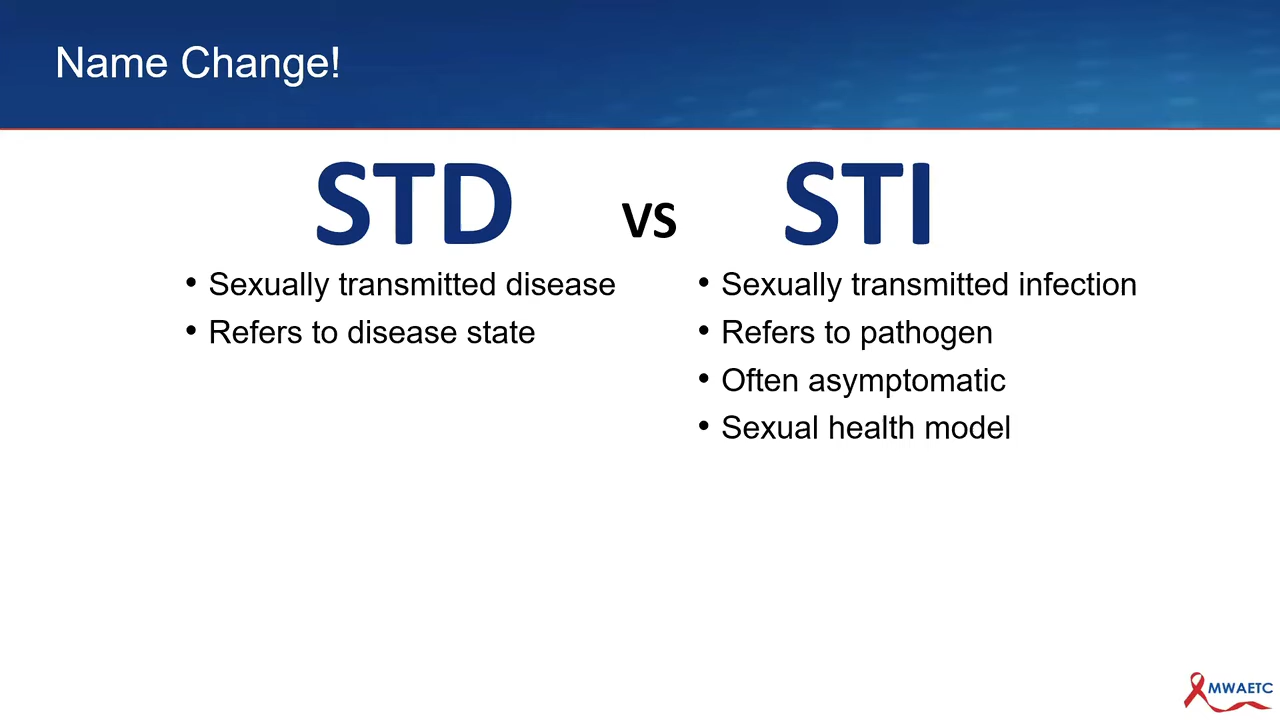 Name Change!
STD vs STI
• Sexually transmitted disease
• Refers to disease state
• Sexually transmitted infection
• Refers to pathogen
• Often asymptomatic
• Sexual health model
MWAETC